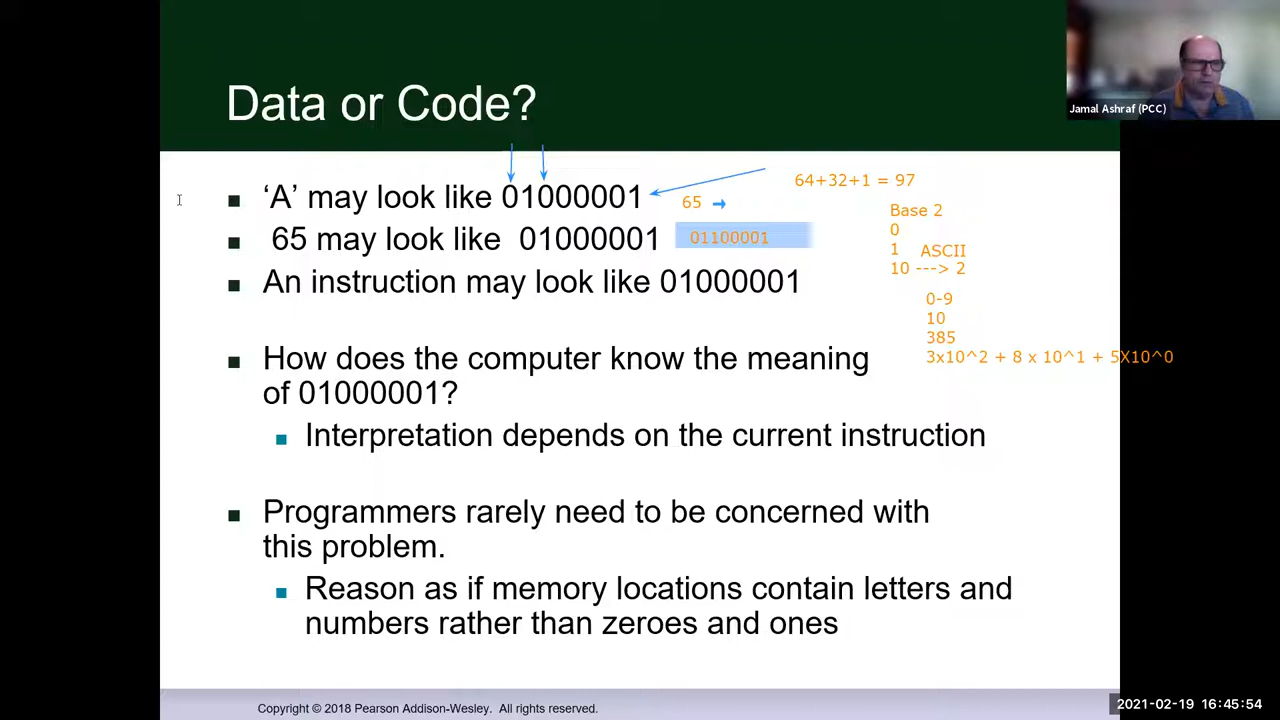 Data or Code?
Jamal Ashraf (PCC)
‘A’ may look like 01000001
65
64+32+1 = 97
65 may look like 01000001
01100001
Base 2
0
1
ASCII
10 ---> 2
An instruction may look like 01000001
0-9
10
385
3x10^2 + 8 x 10^1 + 5X10^0
How does the computer know the meaning
of 01000001?
Interpretation depends on the current instruction
Programmers rarely need to be concerned with
this problem.
Reason as if memory locations contain letters and
numbers rather than zeroes and ones
Copyright © 2018 Pearson Addison-Wesley. All rights reserved.
2021-02-19 16:45:54